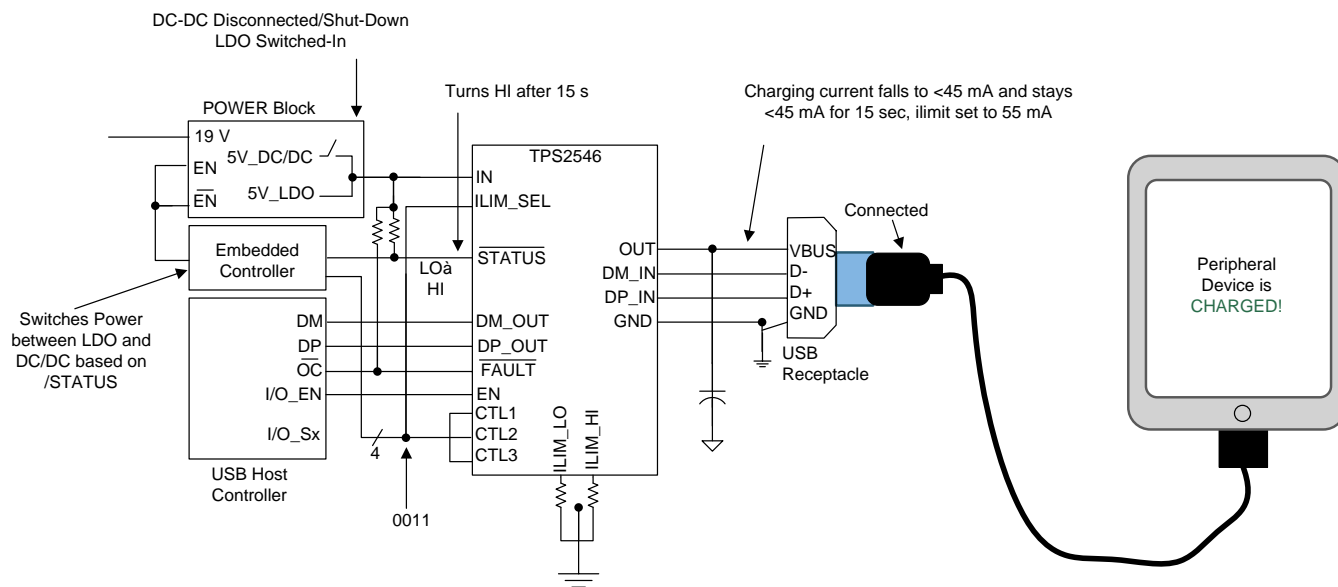 DC-DC Disconnected/Shut-Down
LDO Switched-In
Turns HI after 15 s
Charging current falls to <45 mA and stays
<45 mA for 15 sec, ilimit set to 55 mA
POWER Block
19 V
EN
EN
5V_DC/DC
5V_LDO
Embedded
Controller
Switches Power
between LDO and
DC/DC based on
/STATUS
DM
DP
OC
I/O_EN
I/O_Sx
USB Host
Controller
4
0011
LOà
HI
TPS2546
IN
ILIM_SEL
STATUS
DM_OUT
DP_OUT
FAULT
EN
CTL1
CTL2
CTL3
ILIM_LO
ILIM_HI
OUT
DM_IN
DP_IN
GND
VBUS
D-
D+
GND
USB
Receptacle
Connected
Peripheral
Device is
CHARGED!